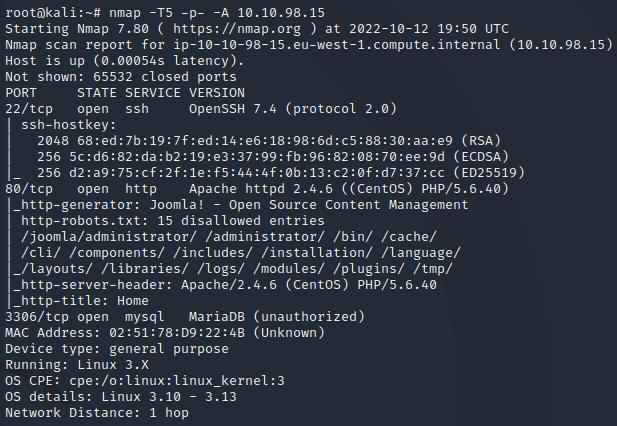 root@kali:~# nmap -T5 -p- -A 10.10.98.15
Starting Nmap 7.80 ( https://nmap.org ) at 2022-10-12 19:50 UTC
Nmap scan report for ip-10-10-98-15.eu-west-1.compute.internal (10.10.98.15)
Host is up (0.00054s latency).
Not shown: 65532 closed ports
PORT     STATE SERVICE VERSION
22/tcp   open  ssh     OpenSSH 7.4 (protocol 2.0)
| ssh-hostkey:
|   2048 68:ed:7b:19:7f:ed:14:e6:18:98:6d:c5:88:30:aa:e9 (RSA)
|   256 5c:d6:82:da:b2:19:e3:37:99:fb:96:82:08:70:ee:9d (ECDSA)
|_  256 d2:a9:75:cf:2f:1e:f5:44:4f:0b:13:c2:0f:d7:37:cc (ED25519)
80/tcp   open  http    Apache httpd 2.4.6 ((CentOS) PHP/5.6.40)
|_http-generator: Joomla! - Open Source Content Management
| http-robots.txt: 15 disallowed entries
| /joomla/administrator/ /administrator/ /bin/ /cache/
| /cli/ /components/ /includes/ /installation/ /language/
|_/layouts/ /libraries/ /logs/ /modules/ /plugins/ /tmp/
|_http-server-header: Apache/2.4.6 (CentOS) PHP/5.6.40
|_http-title: Home
3306/tcp open  mysql   MariaDB (unauthorized)
MAC Address: 02:51:78:D9:22:4B (Unknown)
Device type: general purpose
Running: Linux 3.X
OS CPE: cpe:/o:linux:linux_kernel:3
OS details: Linux 3.10 - 3.13
Network Distance: 1 hop